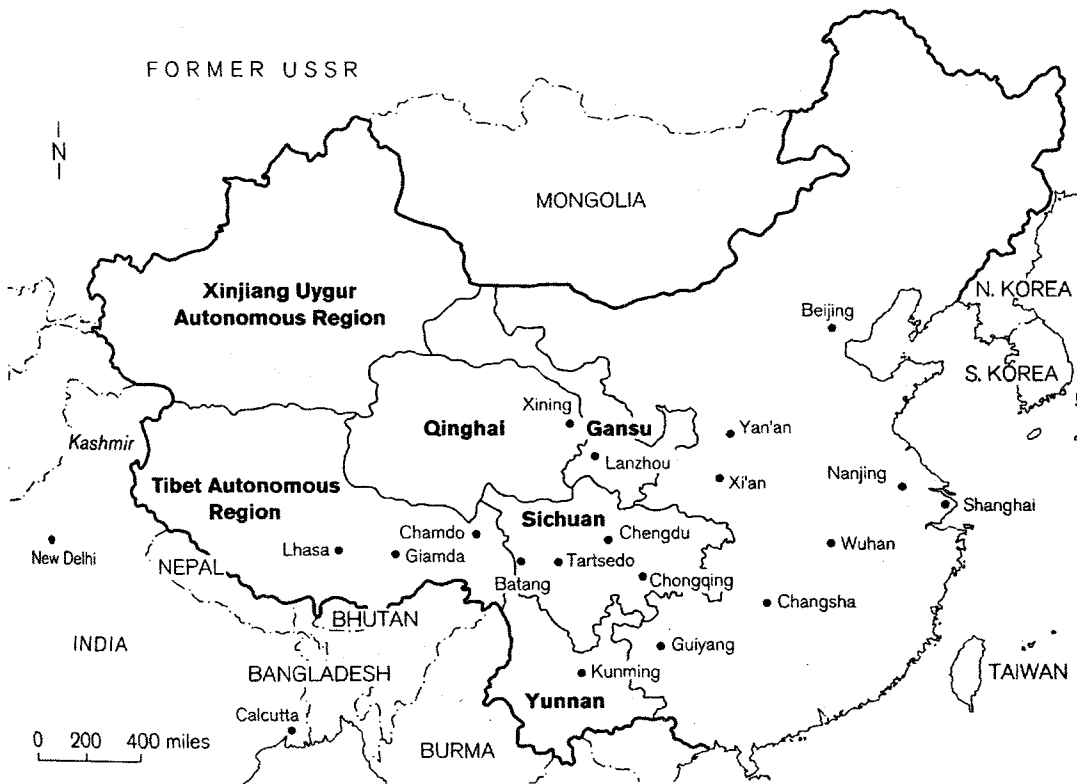 FORMER USSR
N
MONGOLIA
Xinjiang Uygur
Autonomous Region
N. KOREA
Beijing
S. KOREA
Xining
Qinghai
Gansu
Yan'an
Kashmir
Lanzhou
Tibet Autonomous
Region
Xi'an
Nanjing
Shanghai
Sichuan
Chamdo
Chengdu
Lhasa
Giamda
New Delhi
NEPAL
Tartsedo
Wuhan
Batang
Chongqing
Changsha
BHUTAN
INDIA
Guiyang
BANGLADESH
Kunming
TAIWAN
Yunnan
Calcutta
0 200 400 miles
BURMA